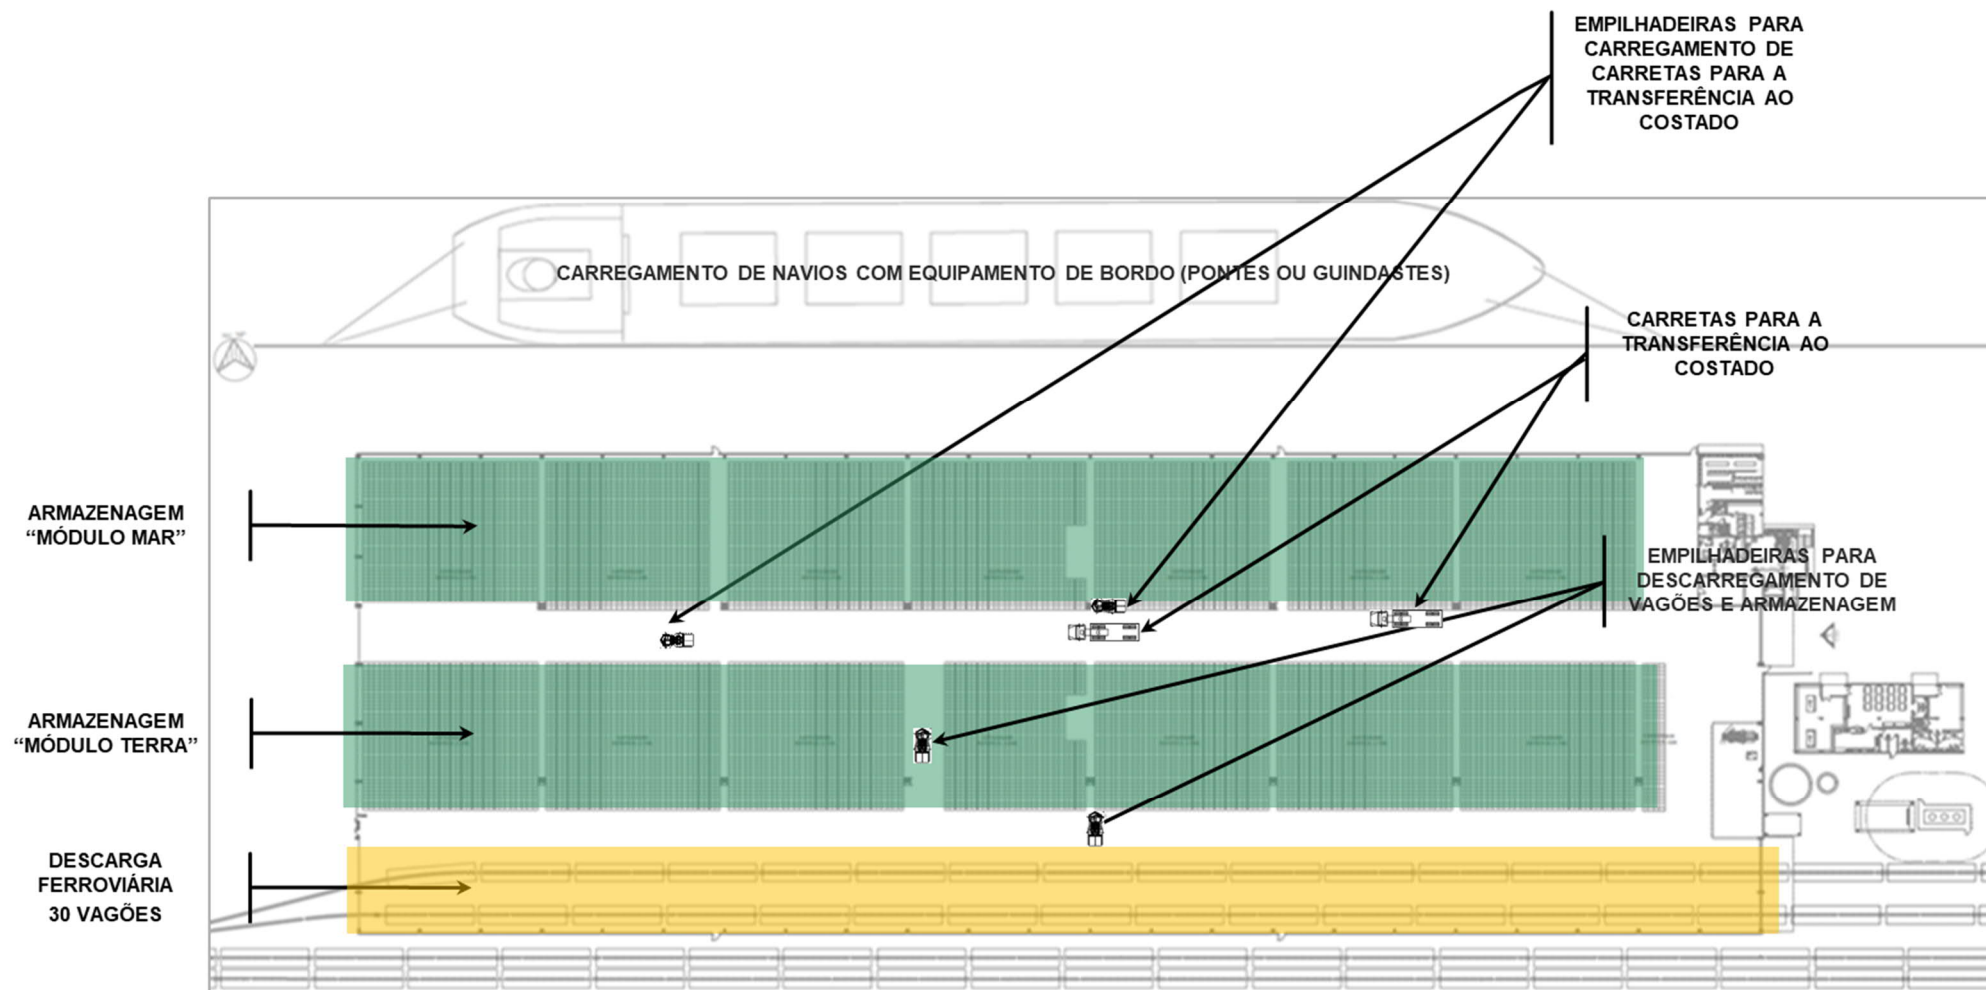 EMPILHADEIRAS PARA
CARREGAMENTO DE
CARRETAS PARA A
TRANSFERÊNCIA AO
COSTADO
CARREGAMENTO DE NAVIOS COM EQUIPAMENTO DE BORDO (PONTES OU GUINDASTES)
CARRETAS PARA A
TRANSFERÊNCIA AO
COSTADO
ARMAZENAGEM
“MÓDULO MAR”
EMPILHADEIRAS PARA
DESCARREGAMENTO DE
VAGÕES E ARMAZENAGEM
ARMAZENAGEM
“MÓDULO TERRA”
DESCARGA
FERROVIÁRIA
30 VAGÕES